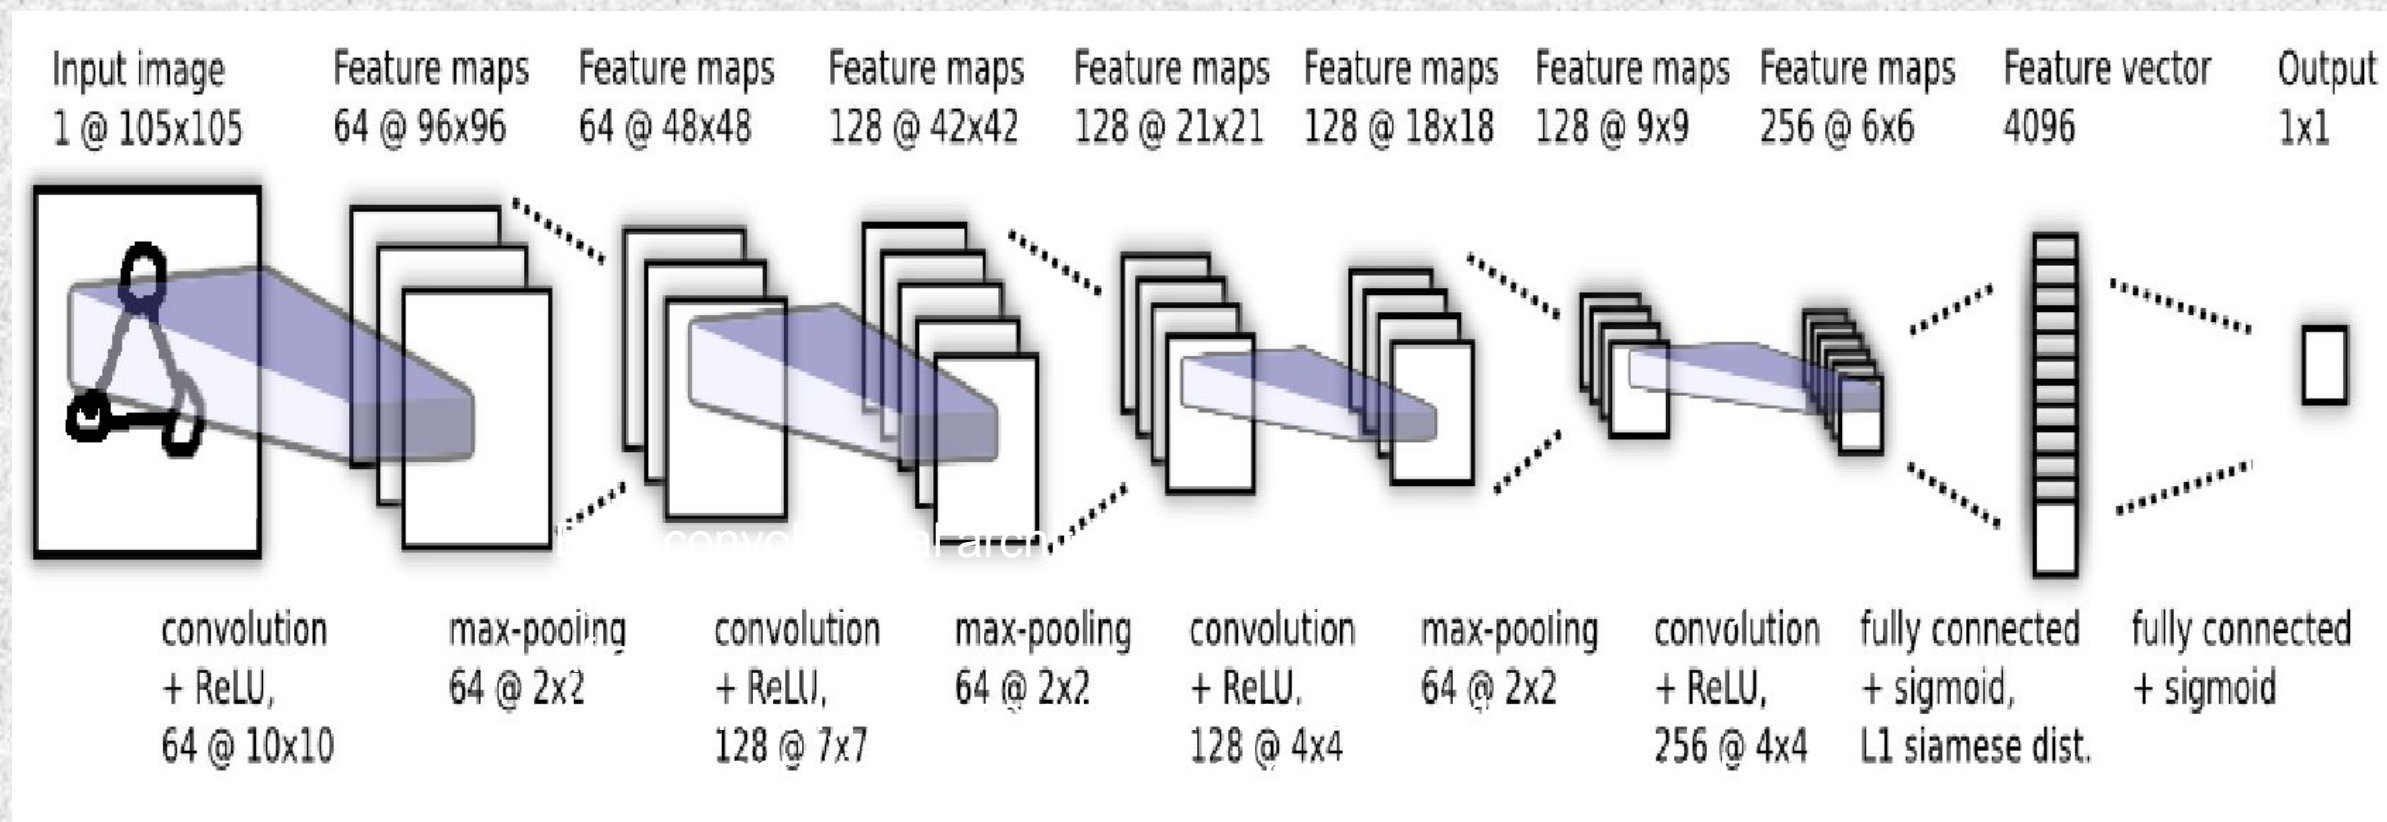 Input image
1 @ 105x105
Feature maps
64 @ 96x96
Feature maps
64 @ 48x48
Feature maps
128 @ 42x42
Feature maps
128 @ 21x21
Feature maps
128 @ 18x18
Feature maps
128 @ 9x9
Feature maps
256 @ 6x6
Feature vector
4096
Output
1x1
convolution
+ ReLU,
64 @ 10x10
max-pooling
64 @ 2x2
convolution
+ ReLU,
128 @ 7x7
max-pooling
64 @ 2x2
convolution
+ ReLU,
128 @ 4x4
max-pooling
64 @ 2x2
convolution
+ ReLU,
256 @ 4x4
fully connected
+ sigmoid,
L1 siamese dist.
fully connected
+ sigmoid